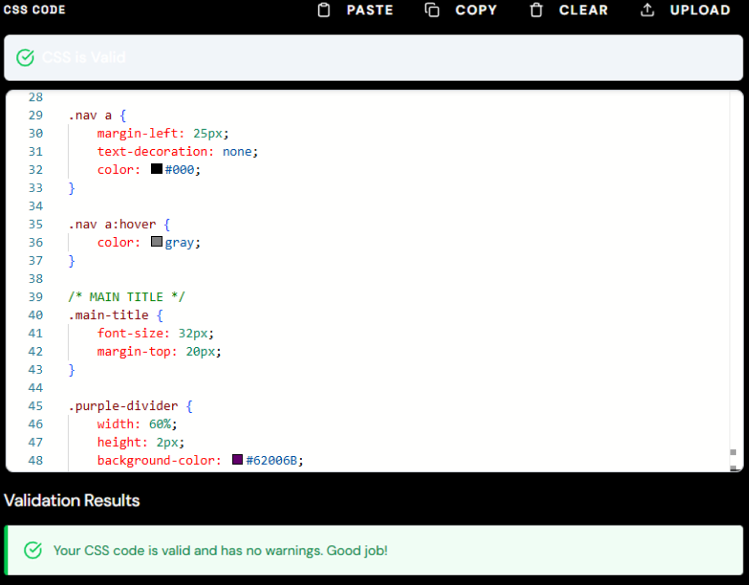 CSS CODE PASTE COPY CLEAR UPLOAD
CSS is Valid
28
29 .nav a {
30 margin-left: 25px;
31 text-decoration: none;
32 color: #000;
33 }
34
35 .nav a:hover {
36 color: gray;
37 }
38
39 /* MAIN TITLE */
40 .main-title {
41 font-size: 32px;
42 margin-top: 20px;
43 }
44
45 .purple-divider {
46 width: 60%;
47 height: 2px;
48 background-color: #62006B;
Validation Results
Your CSS code is valid and has no warnings. Good job!